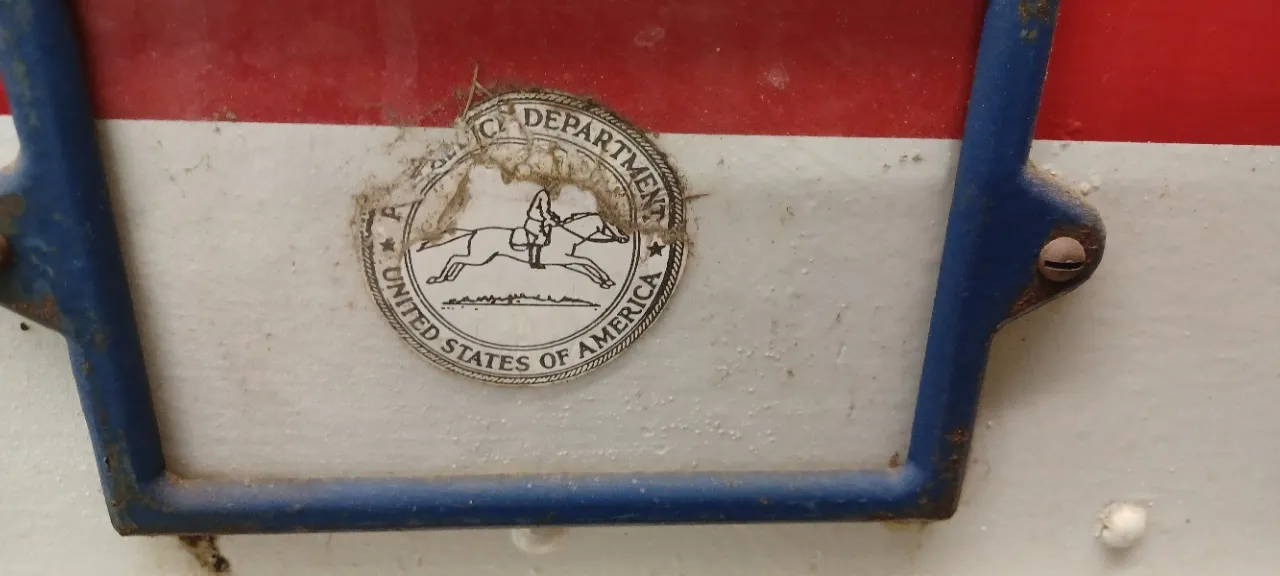 DEPARTMENT
UNITED STATES OF AMERICA